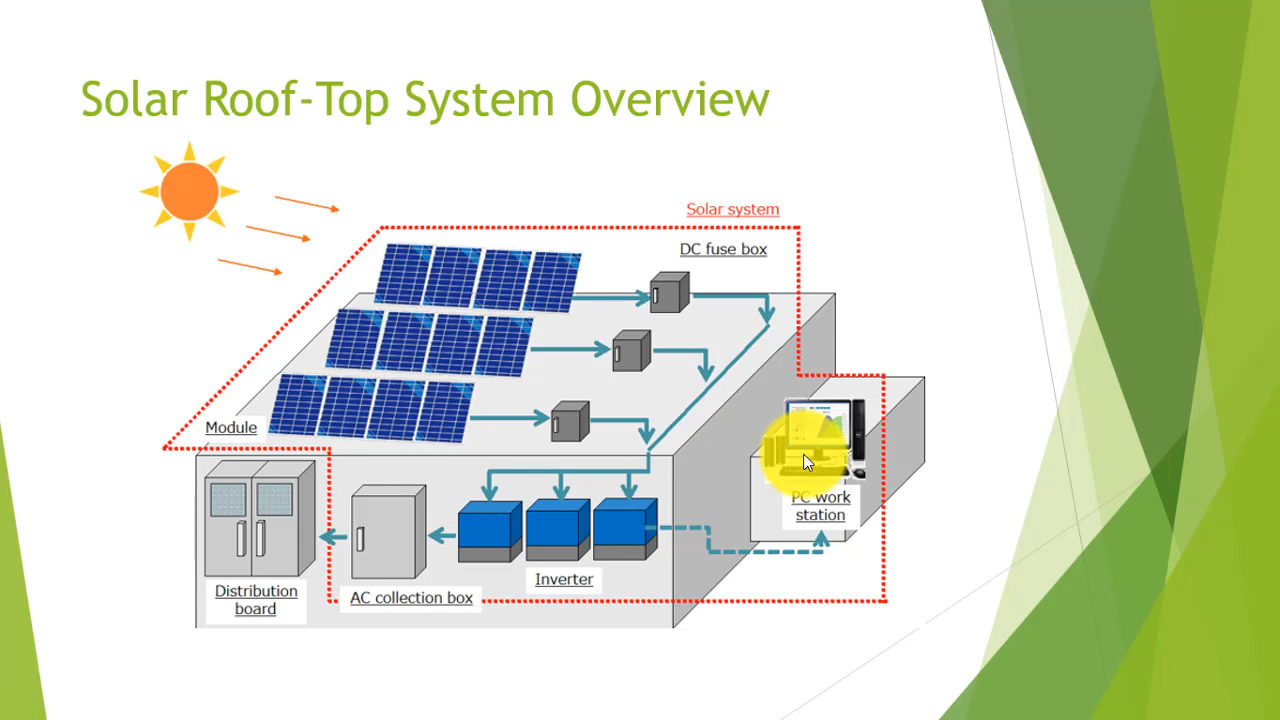 Solar Roof-Top System Overview
Solar system
DC fuse box
Module
PC work
station
Inverter
Distribution
board
AC collection box